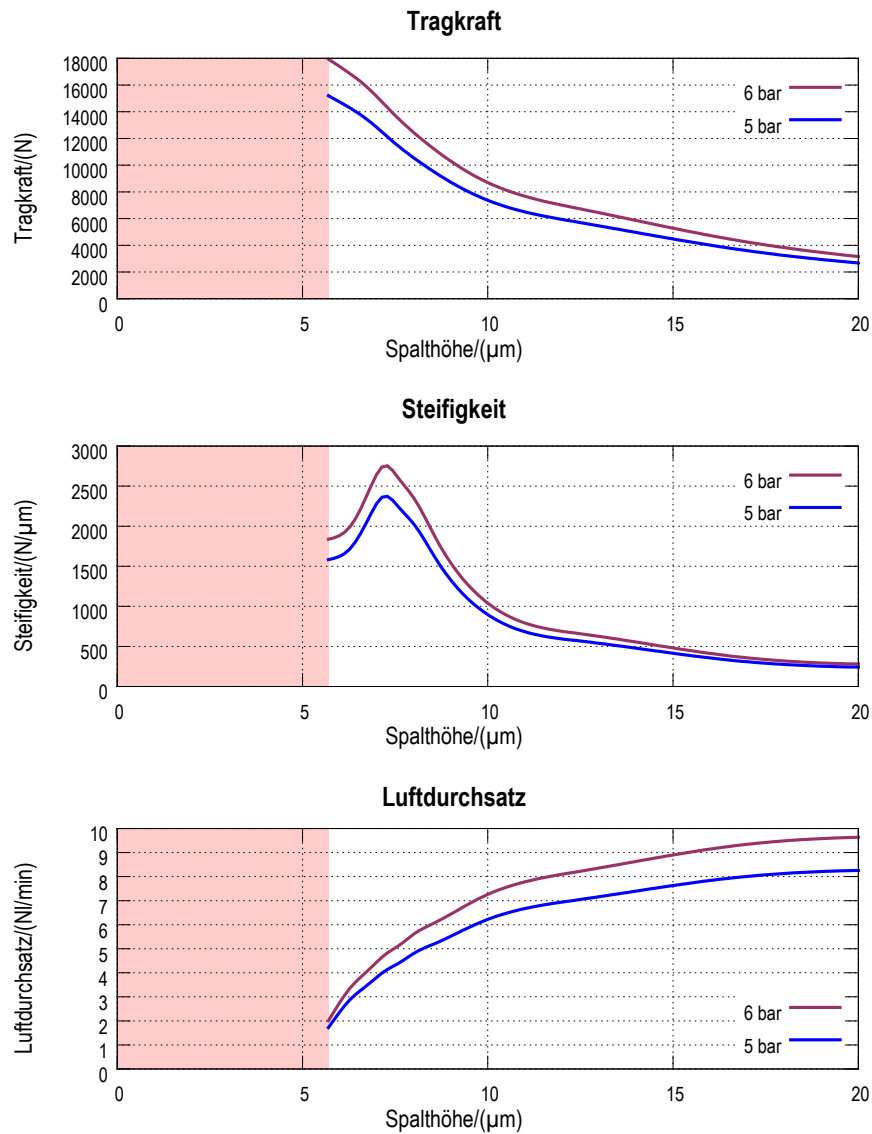 Tragkraft
Tragkraft/(N)
18000
16000
14000
12000
10000
8000
6000
4000
2000
0
6 bar
5 bar
0 5 10 15 20
Spalthöhe/(µm)
Steifigkeit
Steifigkeit/(N/µm)
3000
2500
2000
1500
1000
500
0
6 bar
5 bar
0 5 10 15 20
Spalthöhe/(µm)
Luftdurchsatz
Luftdurchsatz/(Nl/min)
10
9
8
7
6
5
4
3
2
1
0
6 bar
5 bar
0 5 10 15 20
Spalthöhe/(µm)